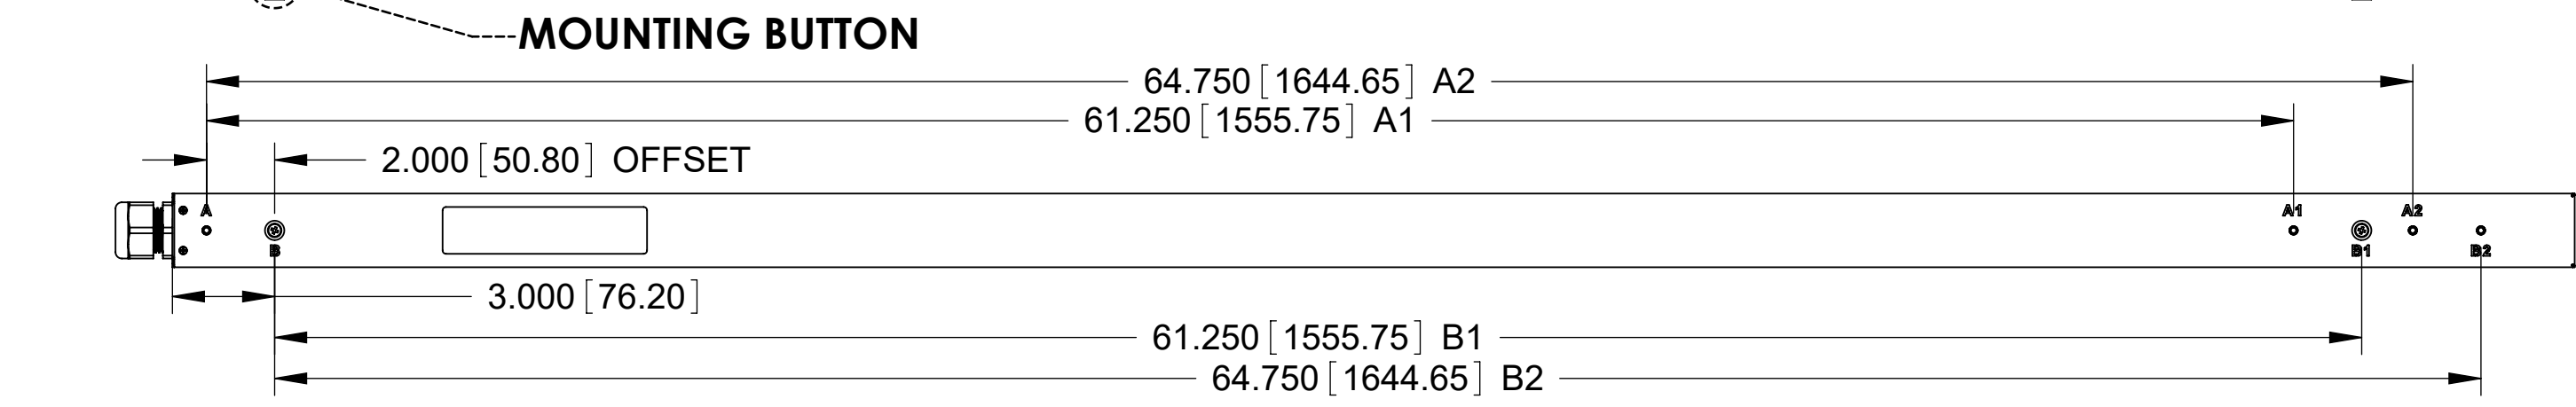 MOUNTING BUTTON
64.750 [1644.65] A2
61.250 [1555.75] A1
2.000 [50.80] OFFSET
A A1 A2
B B1 B2
3.000 [76.20]
61.250 [1555.75] B1
64.750 [1644.65] B2